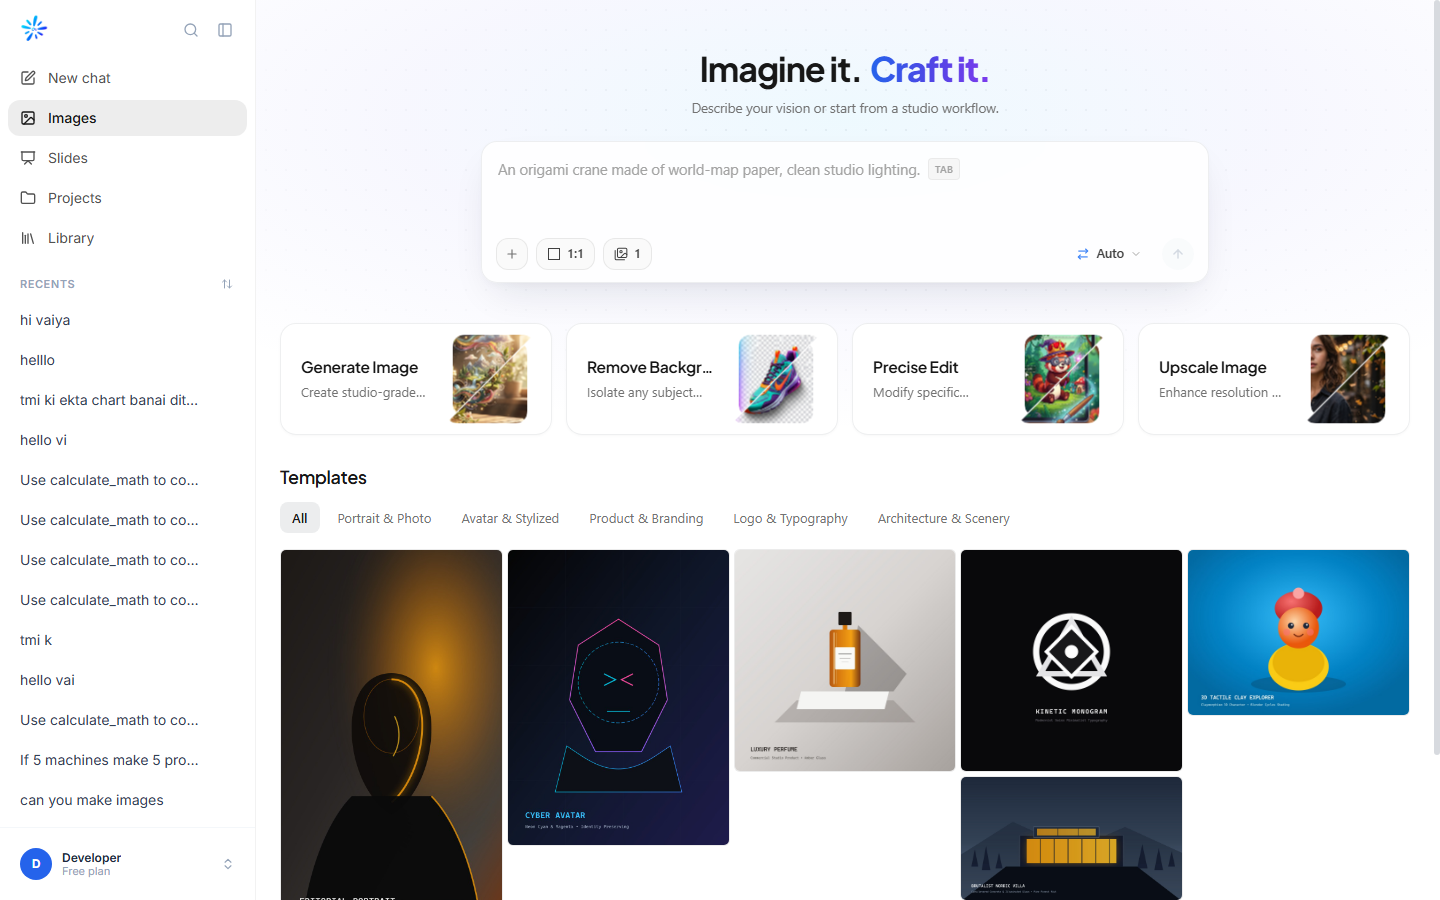 New chat
Images
Slides
Projects
Library
RECENTS
hi vaiya
helllo
tmi ki ekta chart banai dit...
hello vi
Use calculate_math to co...
Use calculate_math to co...
Use calculate_math to co...
Use calculate_math to co...
tmi k
hello vai
Use calculate_math to co...
If 5 machines make 5 pro...
can you make images
D
Developer
Free plan
Imagine it. Craft it.
Describe your vision or start from a studio workflow.
An origami crane made of world-map paper, clean studio lighting. TAB
1:1
1
Auto
Generate Image
Create studio-grade...
Remove Backgr...
Isolate any subject...
Precise Edit
Modify specific...
Upscale Image
Enhance resolution ...
Templates
All
Portrait & Photo
Avatar & Stylized
Product & Branding
Logo & Typography
Architecture & Scenery
EDITORIAL PORTRAIT
CYBER AVATAR
LUXURY PERFUME
KINETIC MONOGRAM
3D TACTILE CLAY EXPLORER
BRUTALIST NORDIC VILLA